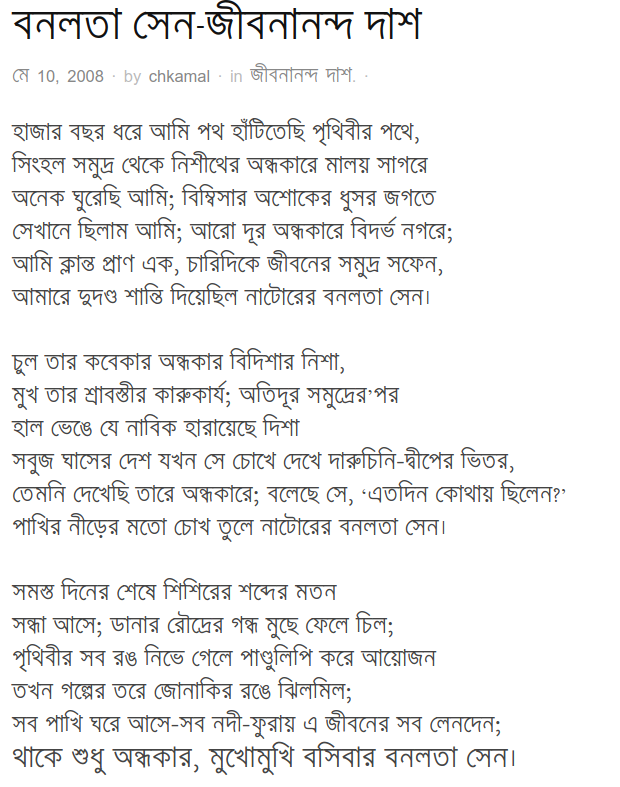 বনলতা সেন-জীবনানন্দ দাশ
মে 10, 2008 · by chkamal · in জীবনানন্দ দাশ. ·
হাজার বছর ধরে আমি পথ হাঁটিতেছি পৃথিবীর পথে,
সিংহল সমুদ্র থেকে নিশীথের অন্ধকারে মালয় সাগরে
অনেক ঘুরেছি আমি; বিম্বিসার অশোকের ধুসর জগতে
সেখানে ছিলাম আমি; আরো দূর অন্ধকারে বিদর্ভ নগরে;
আমি ক্লান্ত প্রাণ এক, চারিদিকে জীবনের সমুদ্র সফেন,
আমারে দুদণ্ড শান্তি দিয়েছিল নাটোরের বনলতা সেন।
চুল তার কবেকার অন্ধকার বিদিশার নিশা,
মুখ তার শ্রাবস্তীর কারুকার্য; অতিদূর সমুদ্রের’পর
হাল ভেঙে যে নাবিক হারায়েছে দিশা
সবুজ ঘাসের দেশ যখন সে চোখে দেখে দারুচিনি-দ্বীপের ভিতর,
তেমনি দেখেছি তারে অন্ধকারে; বলেছে সে, ‘এতদিন কোথায় ছিলেন?’
পাখির নীড়ের মতো চোখ তুলে নাটোরের বনলতা সেন।
সমস্ত দিনের শেষে শিশিরের শব্দের মতন
সন্ধা আসে; ডানার রৌদ্রের গন্ধ মুছে ফেলে চিল;
পৃথিবীর সব রঙ নিভে গেলে পাণ্ডুলিপি করে আয়োজন
তখন গল্পের তরে জোনাকির রঙে ঝিলমিল;
সব পাখি ঘরে আসে-সব নদী-ফুরায় এ জীবনের সব লেনদেন;
থাকে শুধু অন্ধকার, মুখোমুখি বসিবার বনলতা সেন।